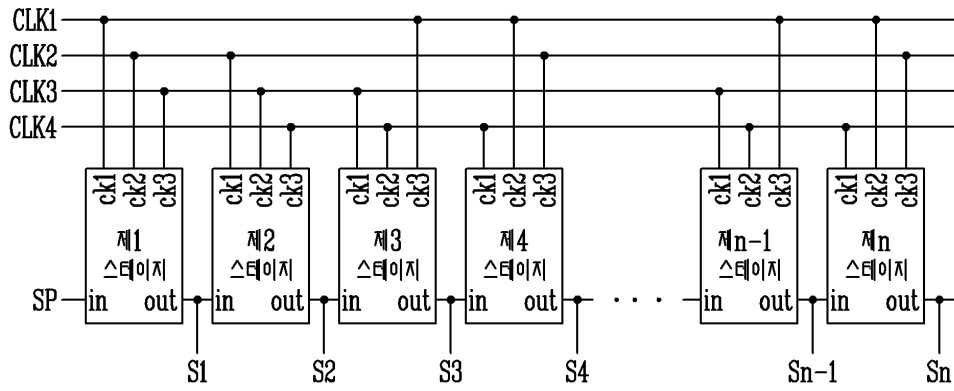 CLK1
CLK2
CLK3
CLK4
ck1 ck2 ck3 ck1 ck2 ck3 ck1 ck2 ck3 ck1 ck2 ck3 ck1 ck2 ck3 ck1 ck2 ck3
제1 제2 제3 제4 제n-1 제n
스테이지 스테이지 스테이지 스테이지 스테이지 스테이지
SP in out in out in out in out · · · in out in out
S1 S2 S3 S4 Sn-1 Sn